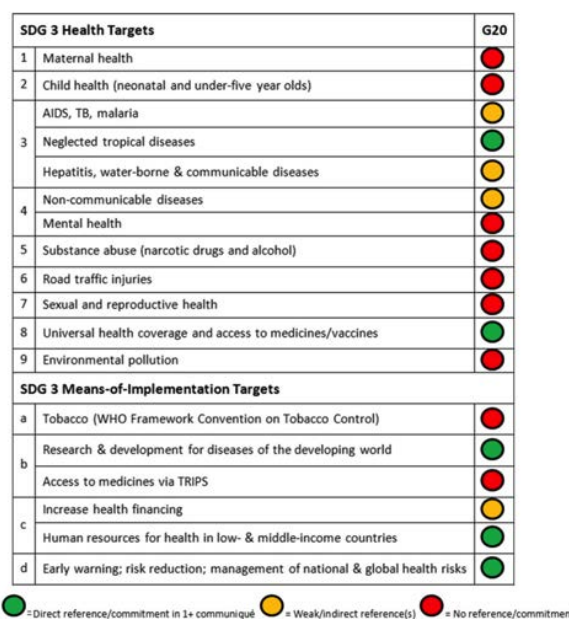 SDG 3 Health Targets G20
1 Maternal health
2 Child health (neonatal and under-five year olds)
3 AIDS, TB, malaria
Neglected tropical diseases
Hepatitis, water-borne & communicable diseases
4 Non-communicable diseases
Mental health
5 Substance abuse (narcotic drugs and alcohol)
6 Road traffic injuries
7 Sexual and reproductive health
8 Universal health coverage and access to medicines/vaccines
9 Environmental pollution
SDG 3 Means-of-Implementation Targets
a Tobacco (WHO Framework Convention on Tobacco Control)
b Research & development for diseases of the developing world
Access to medicines via TRIPS
c Increase health financing
Human resources for health in low- & middle-income countries
d Early warning; risk reduction; management of national & global health risks
=Direct reference/commitment in 1+ communiqué = Weak/indirect reference(s) = No reference/commitmen